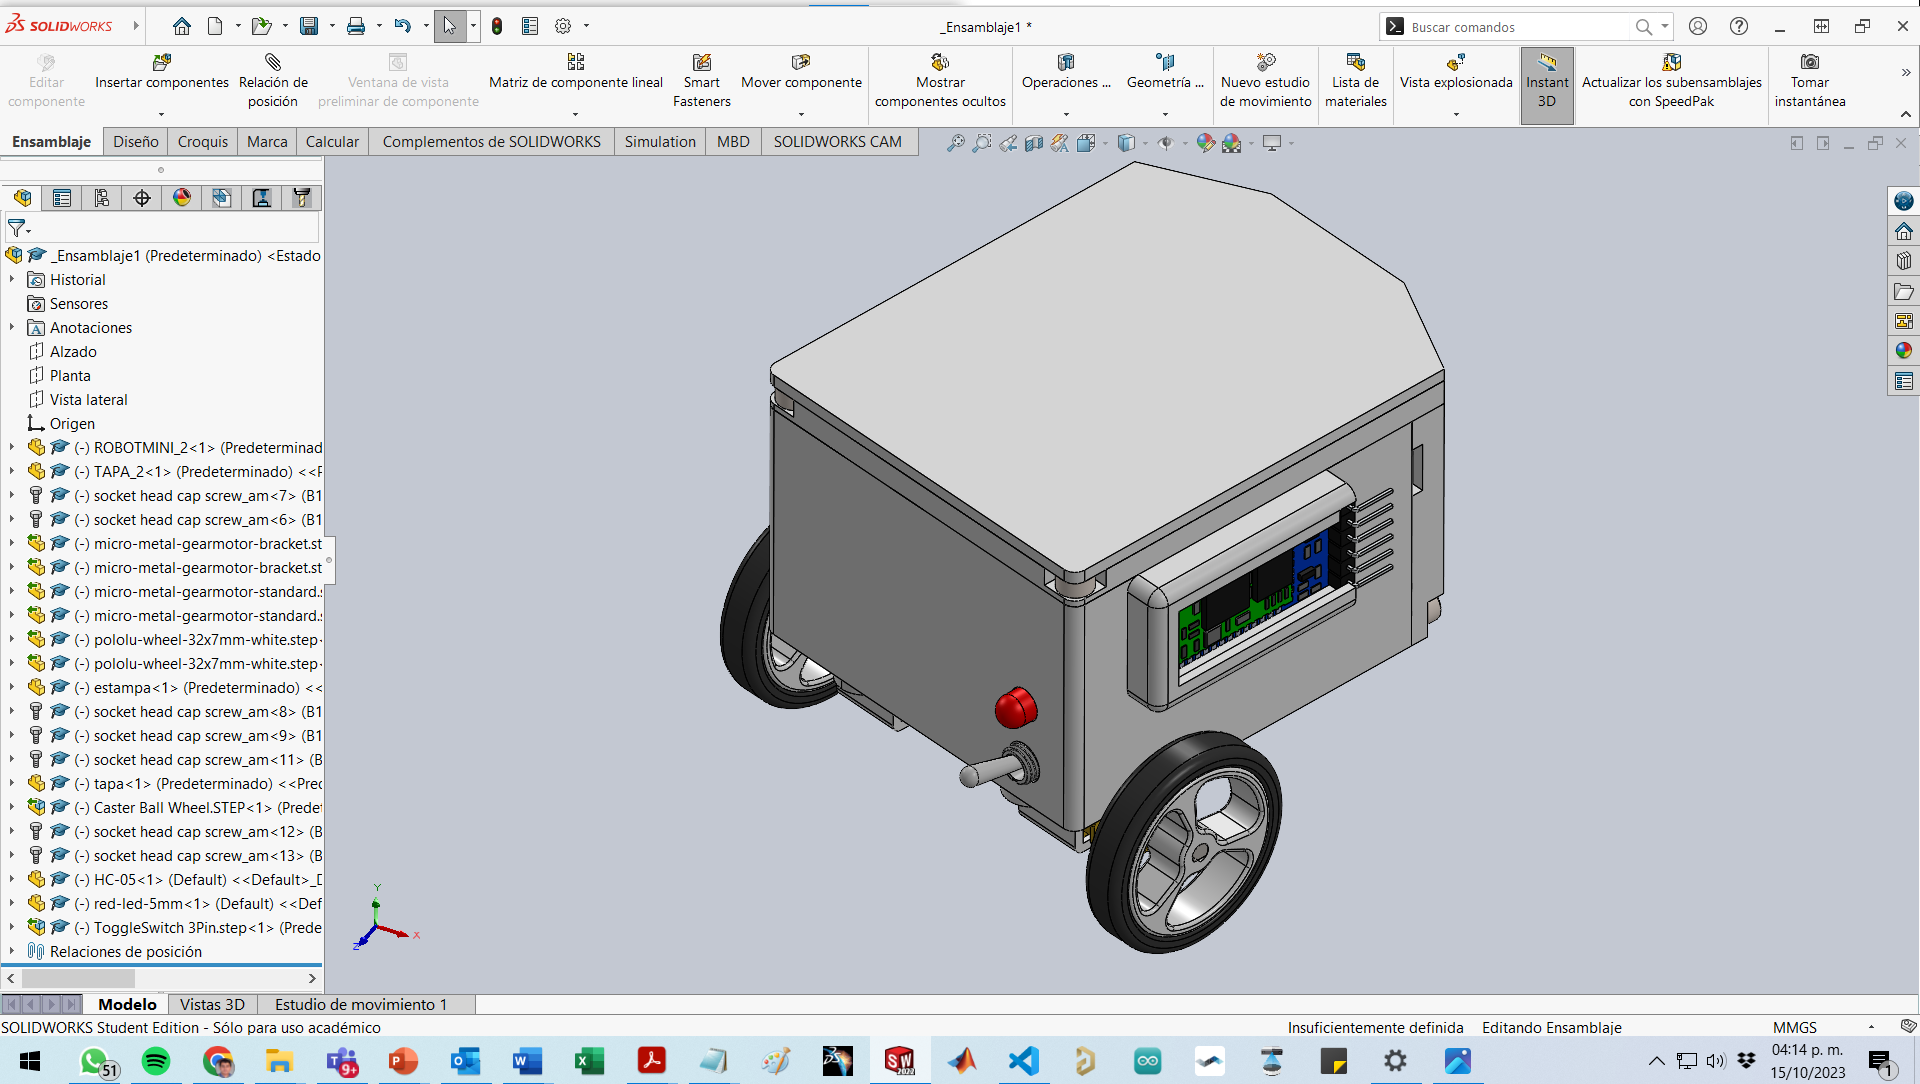 SOLIDWORKS
_Ensamblaje1 *
Buscar comandos
Editar componente
Insertar componentes
Relación de posición
Ventana de vista preliminar de componente
Matriz de componente lineal
Smart Fasteners
Mover componente
Mostrar componentes ocultos
Operaciones ...
Geometría ...
Nuevo estudio de movimiento
Lista de materiales
Vista explosionada
Instant 3D
Actualizar los subensamblajes con SpeedPak
Tomar instantánea
Ensamblaje
Diseño
Croquis
Marca
Calcular
Complementos de SOLIDWORKS
Simulation
MBD
SOLIDWORKS CAM
_Ensamblaje1 (Predeterminado) <Estado
Historial
Sensores
Anotaciones
Alzado
Planta
Vista lateral
Origen
(-) ROBOTMINI_2<1> (Predeterminad
(-) TAPA_2<1> (Predeterminado) <<P
(-) socket head cap screw_am<7> (B1
(-) socket head cap screw_am<6> (B1
(-) micro-metal-gearmotor-bracket.st
(-) micro-metal-gearmotor-bracket.st
(-) micro-metal-gearmotor-standard.s
(-) micro-metal-gearmotor-standard.s
(-) pololu-wheel-32x7mm-white.step<
(-) pololu-wheel-32x7mm-white.step<
(-) estampa<1> (Predeterminado) <<
(-) socket head cap screw_am<8> (B1
(-) socket head cap screw_am<9> (B1
(-) socket head cap screw_am<11> (B
(-) tapa<1> (Predeterminado) <<Pred
(-) Caster Ball Wheel.STEP<1> (Predet
(-) socket head cap screw_am<12> (B
(-) socket head cap screw_am<13> (B
(-) HC-05<1> (Default) <<Default>_D
(-) red-led-5mm<1> (Default) <<Def
(-) ToggleSwitch 3Pin.step<1> (Prede
Relaciones de posición
Y
X
Z
Modelo
Vistas 3D
Estudio de movimiento 1
SOLIDWORKS Student Edition - Sólo para uso académico
Insuficientemente definida
Editando Ensamblaje
MMGS
51
9+
SW
2022
04:14 p. m.
15/10/2023
1